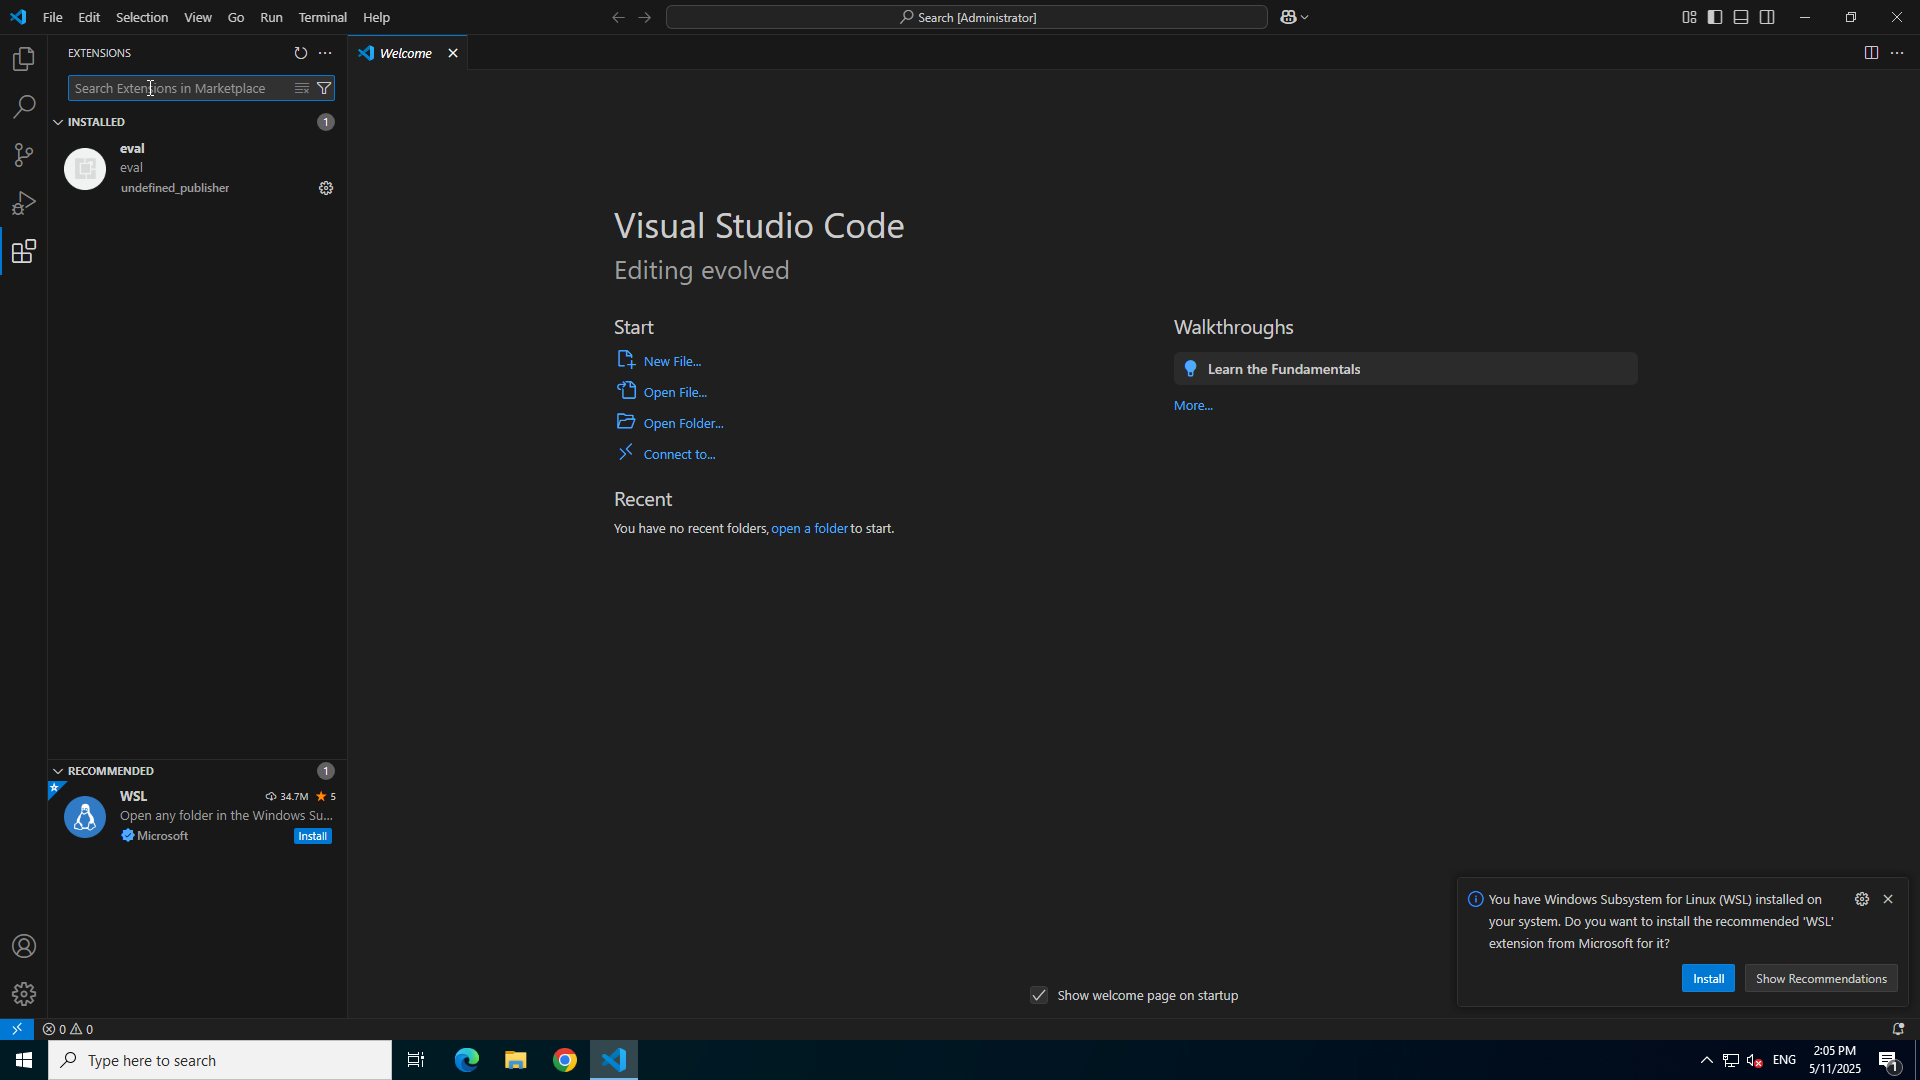 File Edit Selection View Go Run Terminal Help
Search [Administrator]
EXTENSIONS
Welcome
Search Extensions in Marketplace
INSTALLED
1
eval
eval
undefined_publisher
Visual Studio Code
Editing evolved
Start
New File...
Open File...
Open Folder...
Connect to...
Recent
You have no recent folders, open a folder to start.
Walkthroughs
Learn the Fundamentals
More...
RECOMMENDED
1
WSL
34.7M
5
Open any folder in the Windows Su...
Microsoft
Install
You have Windows Subsystem for Linux (WSL) installed on
your system. Do you want to install the recommended 'WSL'
extension from Microsoft for it?
Install
Show Recommendations
Show welcome page on startup
0
0
Type here to search
ENG
2:05 PM
5/11/2025
1